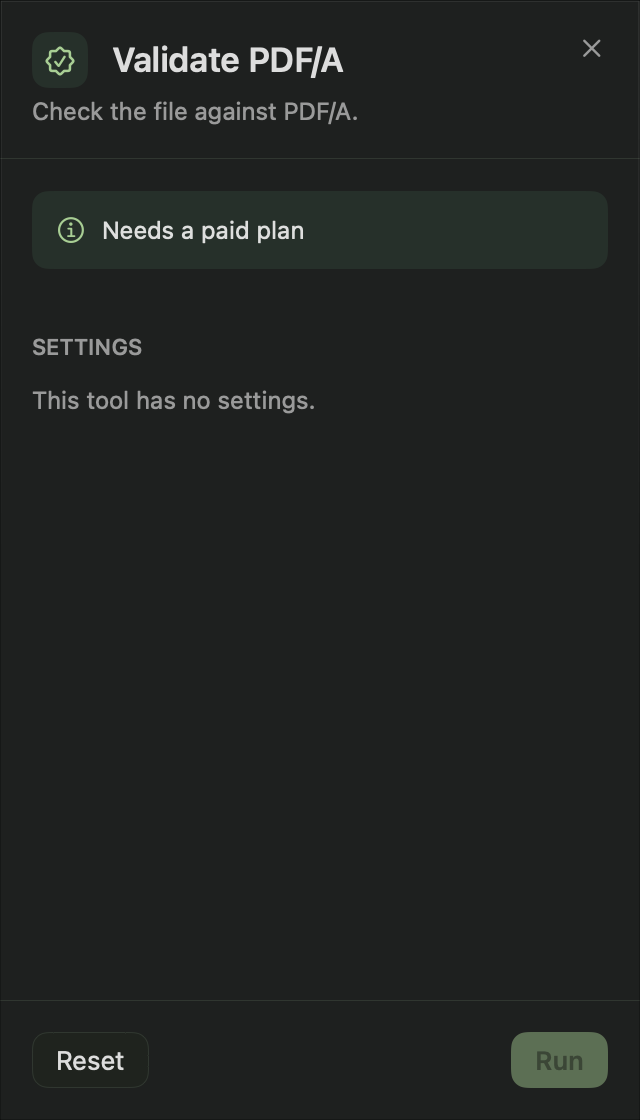 Validate PDF/A
Check the file against PDF/A.
Needs a paid plan
SETTINGS
This tool has no settings.
Reset
Run